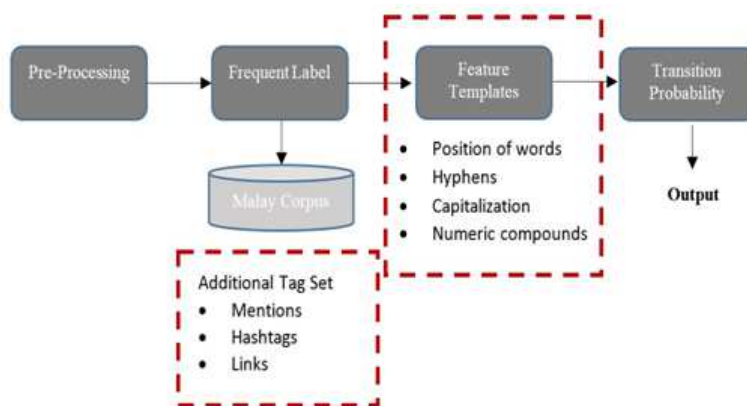 Pre-Processing
Frequent Label
Feature
Templates
Transition
Probability
Malay Corpus
• Position of words
• Hyphens
• Capitalization
• Numeric compounds
Output
Additional Tag Set
• Mentions
• Hashtags
• Links